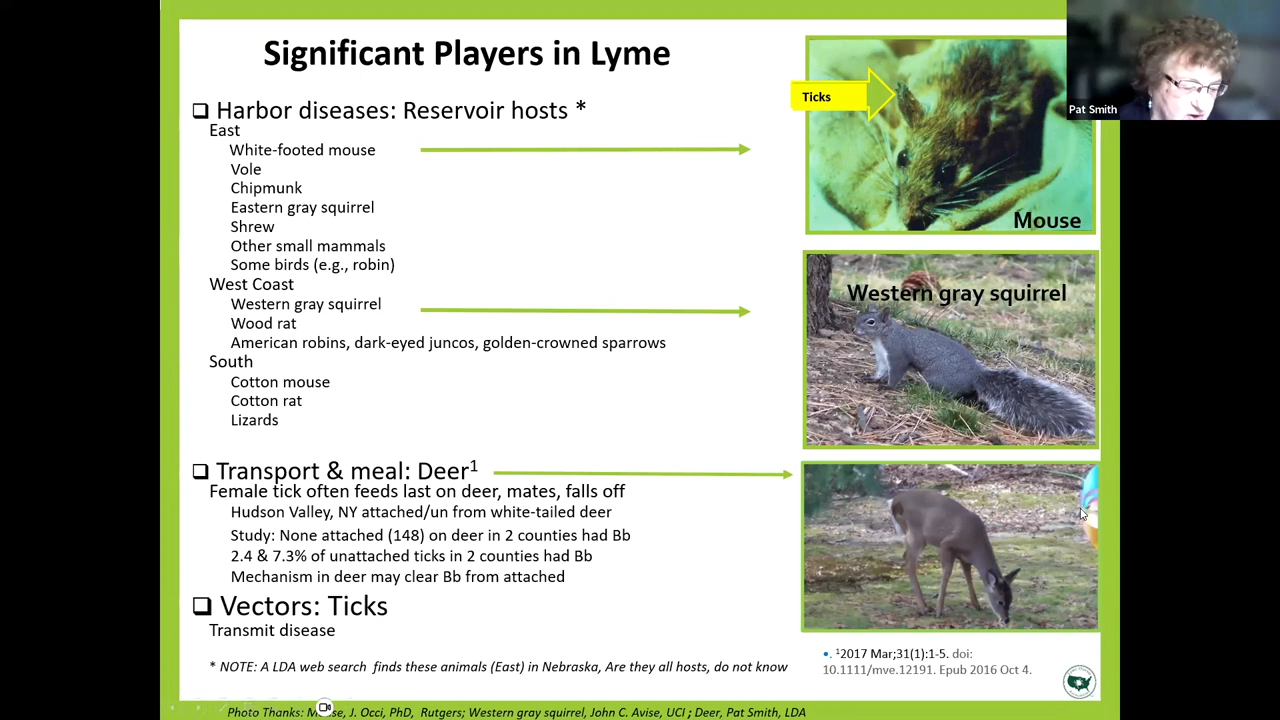 Significant Players in Lyme
❑ Harbor diseases: Reservoir hosts *
East
White-footed mouse
Vole
Chipmunk
Eastern gray squirrel
Shrew
Other small mammals
Some birds (e.g., robin)
West Coast
Western gray squirrel
Wood rat
American robins, dark-eyed juncos, golden-crowned sparrows
South
Cotton mouse
Cotton rat
Lizards
❑ Transport & meal: Deer¹
Female tick often feeds last on deer, mates, falls off
Hudson Valley, NY attached/un from white-tailed deer
Study: None attached (148) on deer in 2 counties had Bb
2.4 & 7.3% of unattached ticks in 2 counties had Bb
Mechanism in deer may clear Bb from attached
❑ Vectors: Ticks
Transmit disease
* NOTE: A LDA web search finds these animals (East) in Nebraska, Are they all hosts, do not know
Ticks
Mouse
Pat Smith
Western gray squirrel
•. ¹2017 Mar;31(1):1-5. doi:
10.1111/mve.12191. Epub 2016 Oct 4.
Photo Thanks: Mouse, J. Occi, PhD, Rutgers; Western gray squirrel, John C. Avise, UCI ; Deer, Pat Smith, LDA